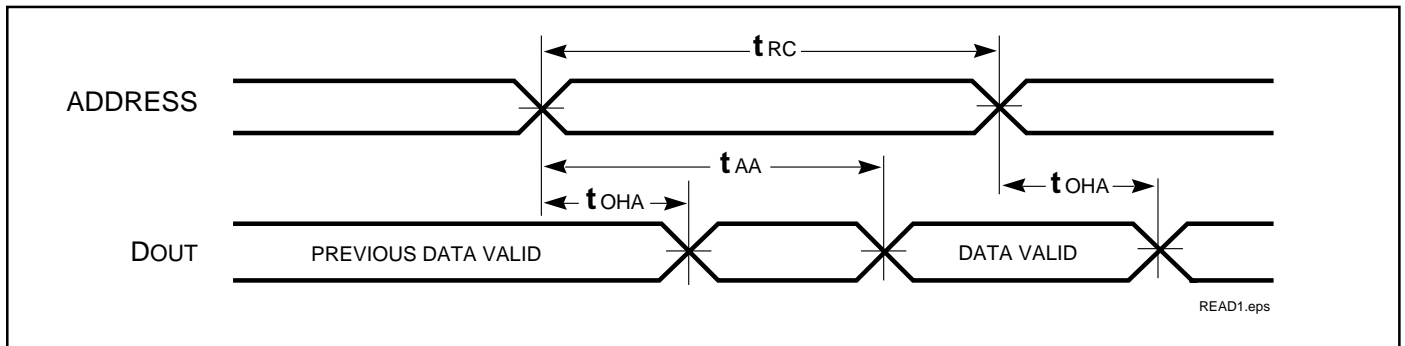 tRC
ADDRESS
tAA
tOHA
tOHA
DOUT
PREVIOUS DATA VALID
DATA VALID
READ1.eps